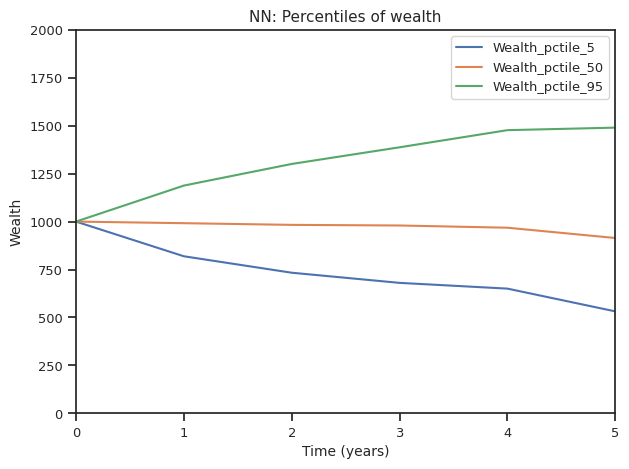 NN: Percentiles of wealth
Wealth_pctile_5
Wealth_pctile_50
Wealth_pctile_95
2000
1750
1500
1250
1000
750
500
250
0
Wealth
0 1 2 3 4 5
Time (years)